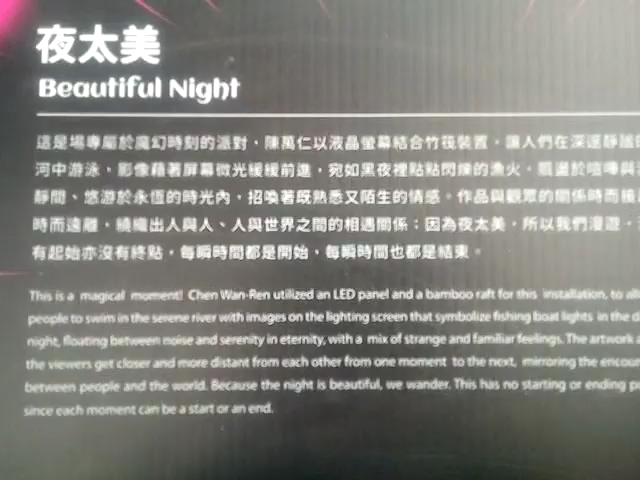 夜太美
Beautiful Night
這是場專屬於魔幻時刻的派對，陳萬仁以液晶螢幕結合竹筏裝置，讓人們在深邃靜謐
河中游泳，影像藉著屏幕微光緩緩前進，宛如黑夜裡點點閃爍的漁火，飄盪於喧嘩與
靜間、悠游於永恆的時光內，招喚著既熟悉又陌生的情感。作品與觀眾的關係時而
時而遠離，繞織出人與人、人與世界之間的相遇關係；因為夜太美，所以我們漫遊，
有起始亦沒有終點，每瞬時間都是開始，每瞬時間也都是結束。
This is a magical moment! Chen Wan-Ren utilized an LED panel and a bamboo raft for this installation, to
people to swim in the serene river with images on the lighting screen that symbolize fishing boat lights in the
night, floating between noise and serenity in eternity, with a mix of strange and familiar feelings. The artwork
the viewers get closer and more distant from each other from one moment to the next, mirroring the
between people and the world. Because the night is beautiful, we wander. This has no starting or ending
since each moment can be a start or an end.